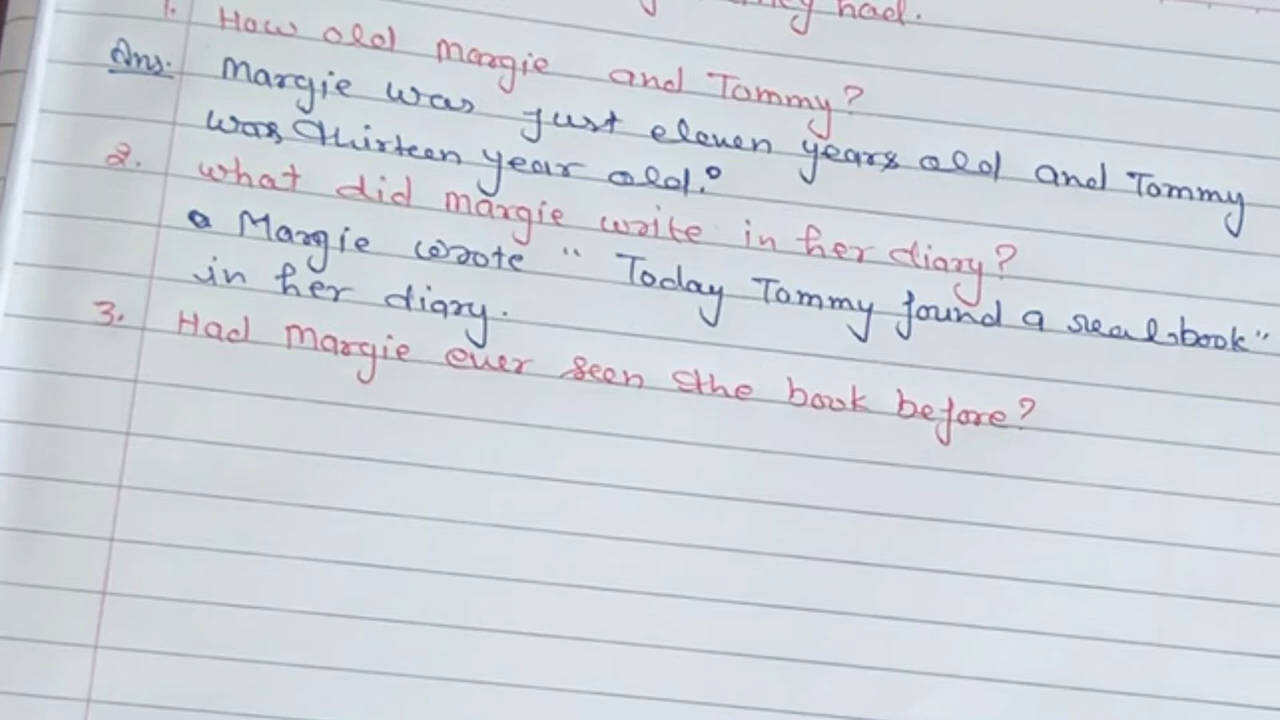 had.
1. How old margie and Tommy?
Ans. Margie was just eleven years old and Tommy
was thirteen year old.
2. what did margie write in her diary?
Margie wrote " Today Tommy found a real book"
in her diary.
3. Had Margie ever seen the book before?